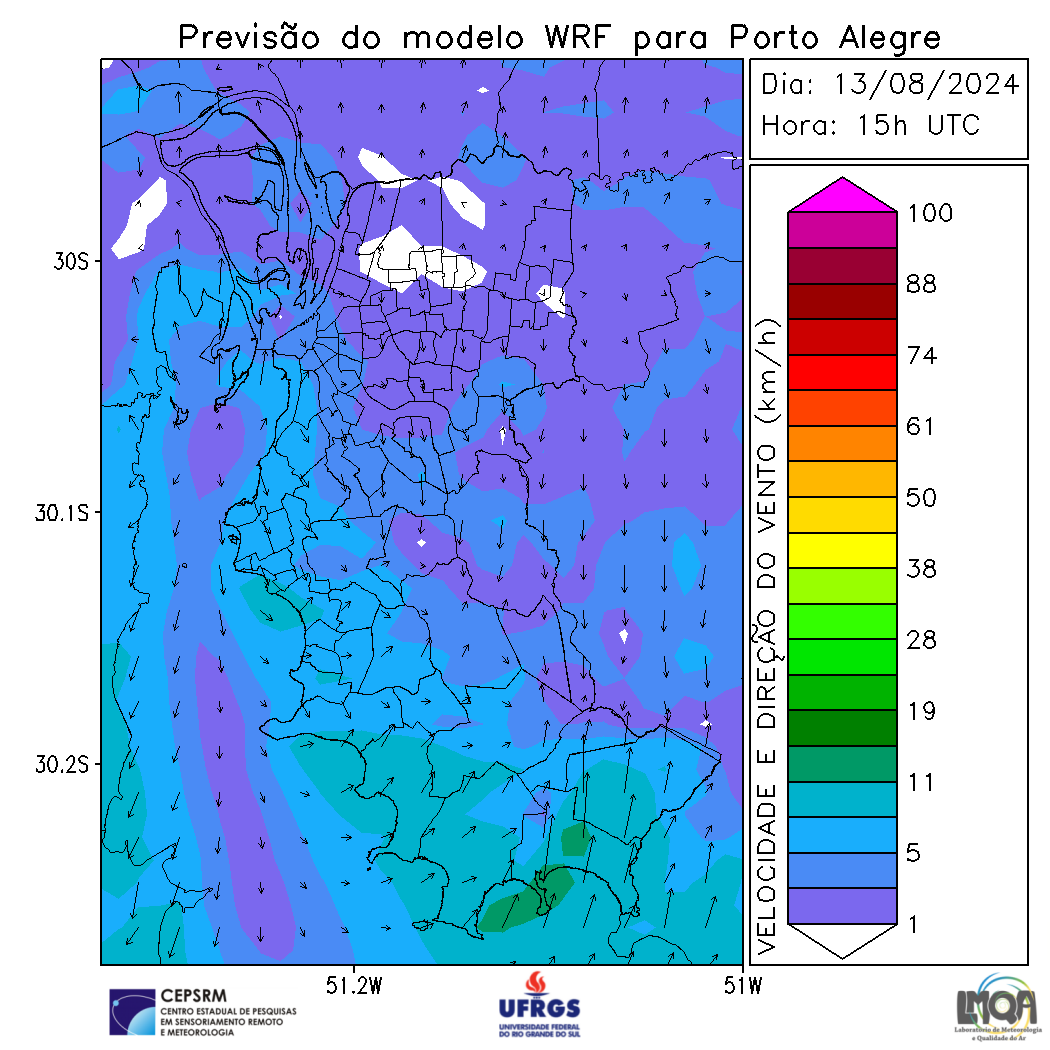 Previsão do modelo WRF para Porto Alegre
Dia: 13/08/2024
Hora: 15h UTC
30S
30.1S
30.2S
51.2W
51W
VELOCIDADE E DIREÇÃO DO VENTO (km/h)
100
88
74
61
50
38
28
19
11
5
1
CEPSRM
CENTRO ESTADUAL DE PESQUISAS
EM SENSORIAMENTO REMOTO
E METEOROLOGIA
UFRGS
UNIVERSIDADE FEDERAL
DO RIO GRANDE DO SUL
LMQA
Laboratório de Meteorologia
e Qualidade do Ar